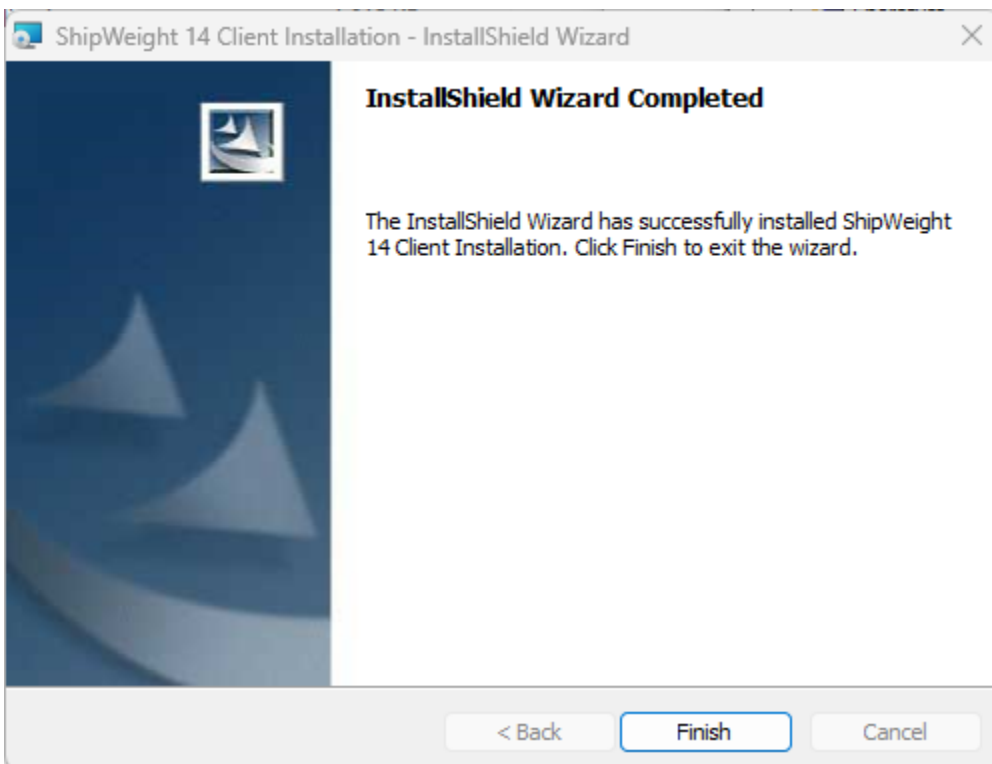 ShipWeight 14 Client Installation - InstallShield Wizard
InstallShield Wizard Completed
The InstallShield Wizard has successfully installed ShipWeight
14 Client Installation. Click Finish to exit the wizard.
< Back
Finish
Cancel